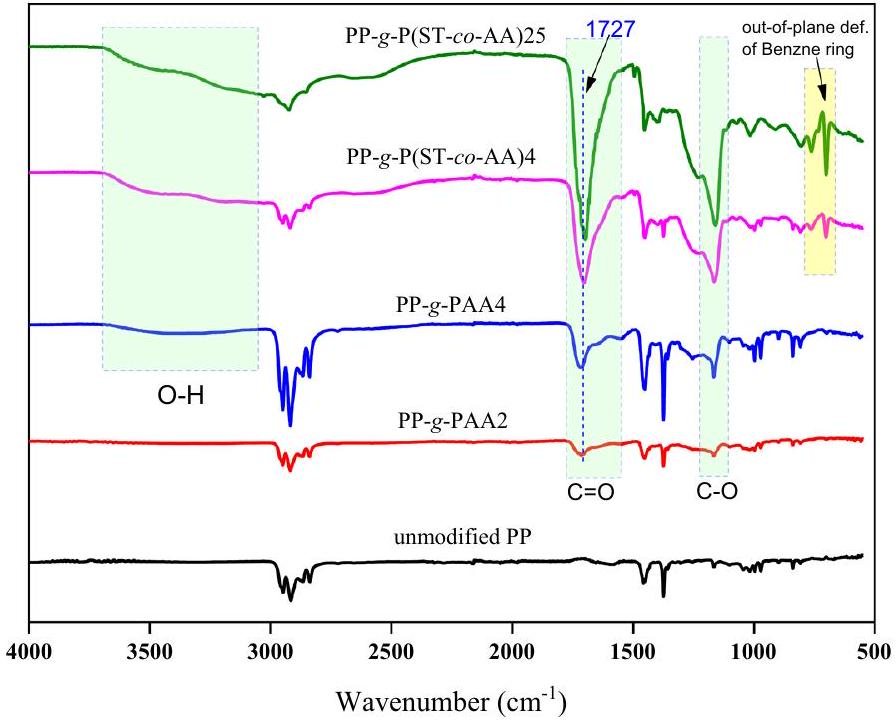 PP-g-P(ST-co-AA)25
1727
out-of-plane def.
of Benzne ring
PP-g-P(ST-co-AA)4
PP-g-PAA4
O-H
PP-g-PAA2
C=O
C-O
unmodified PP
4000 3500 3000 2500 2000 1500 1000 500
Wavenumber (cm⁻¹)